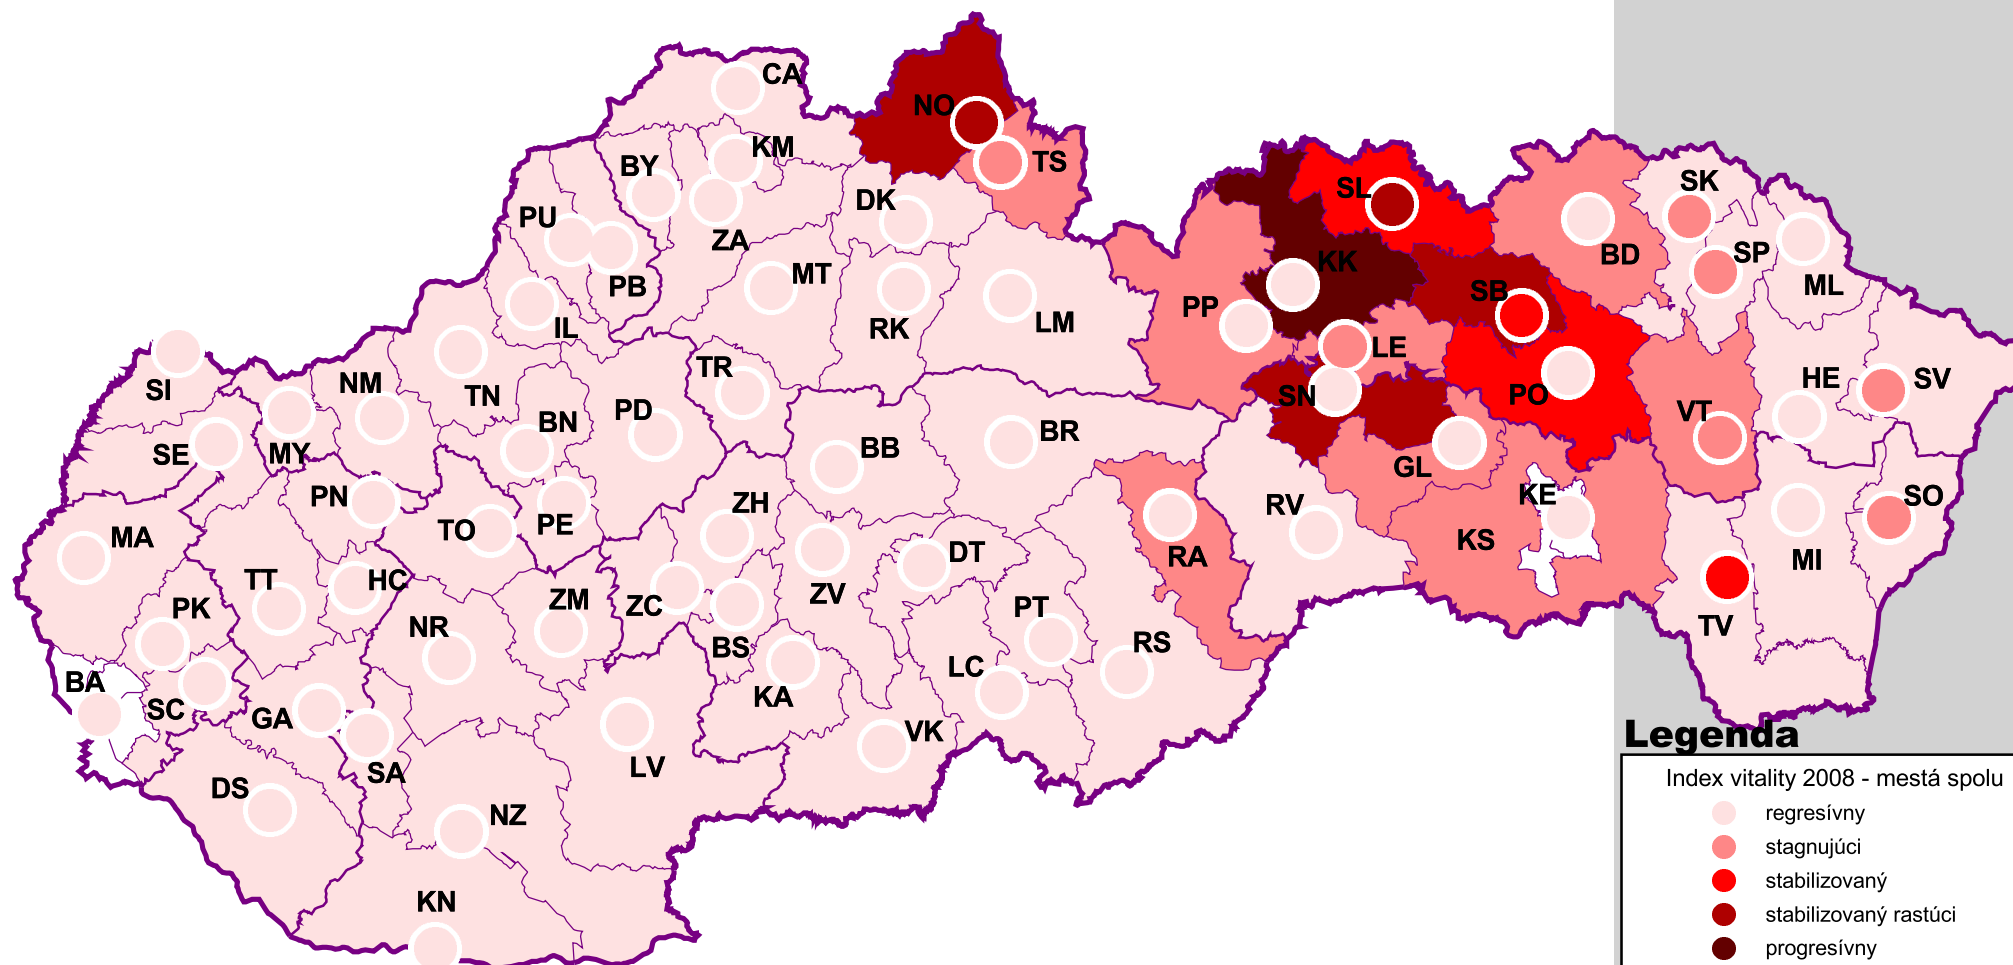 CA
NO
KM
BY
TS
SK
SL
DK
PU
ZA
BD
SP
KK
MT
PB
ML
SB
PP
LM
IL
RK
LE
TR
HE
SV
NM
SI
TN
SN
PO
PD
VT
BN
BR
BB
SE
MY
GL
PN
KE
SO
ZH
RV
PE
TO
MA
KS
DT
RA
MI
TT
HC
ZV
ZM
ZC
PK
PT
NR
TV
RS
BS
LC
BA
KA
SC
GA
VK
Legenda
LV
SA
Index vitality 2008 - mestá spolu
DS
regresívny
NZ
stagnujúci
stabilizovaný
KN
stabilizovaný rastúci
progresívny